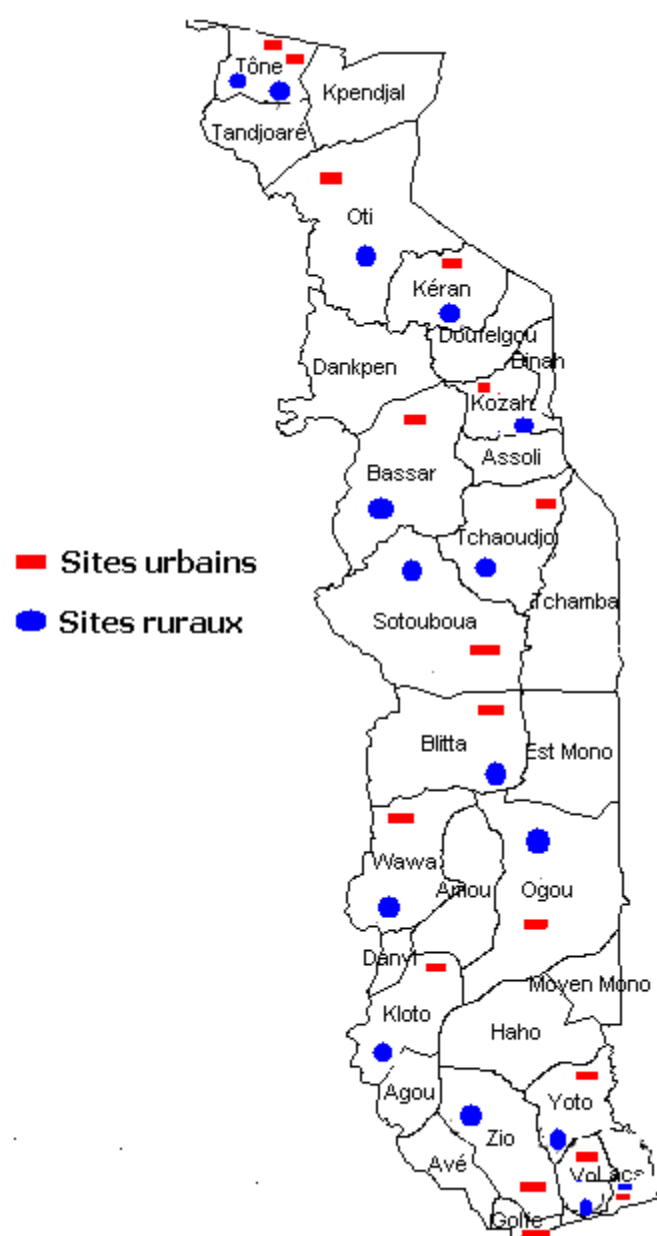 Tône
Kpendjal
Tandjoaré
Oti
Kéran
Doufelgou
Binah
Dankpen
Kozah
Assoli
Bassar
Tchaoudjo
Sites urbains
Tchamba
Sites ruraux
Sotouboua
Blitta
Est Mono
Wawa
Amou
Ogou
Danyi
Moyen Mono
Kloto
Haho
Agou
Yoto
Zio
Avé
Vo
Lacs
Golfe